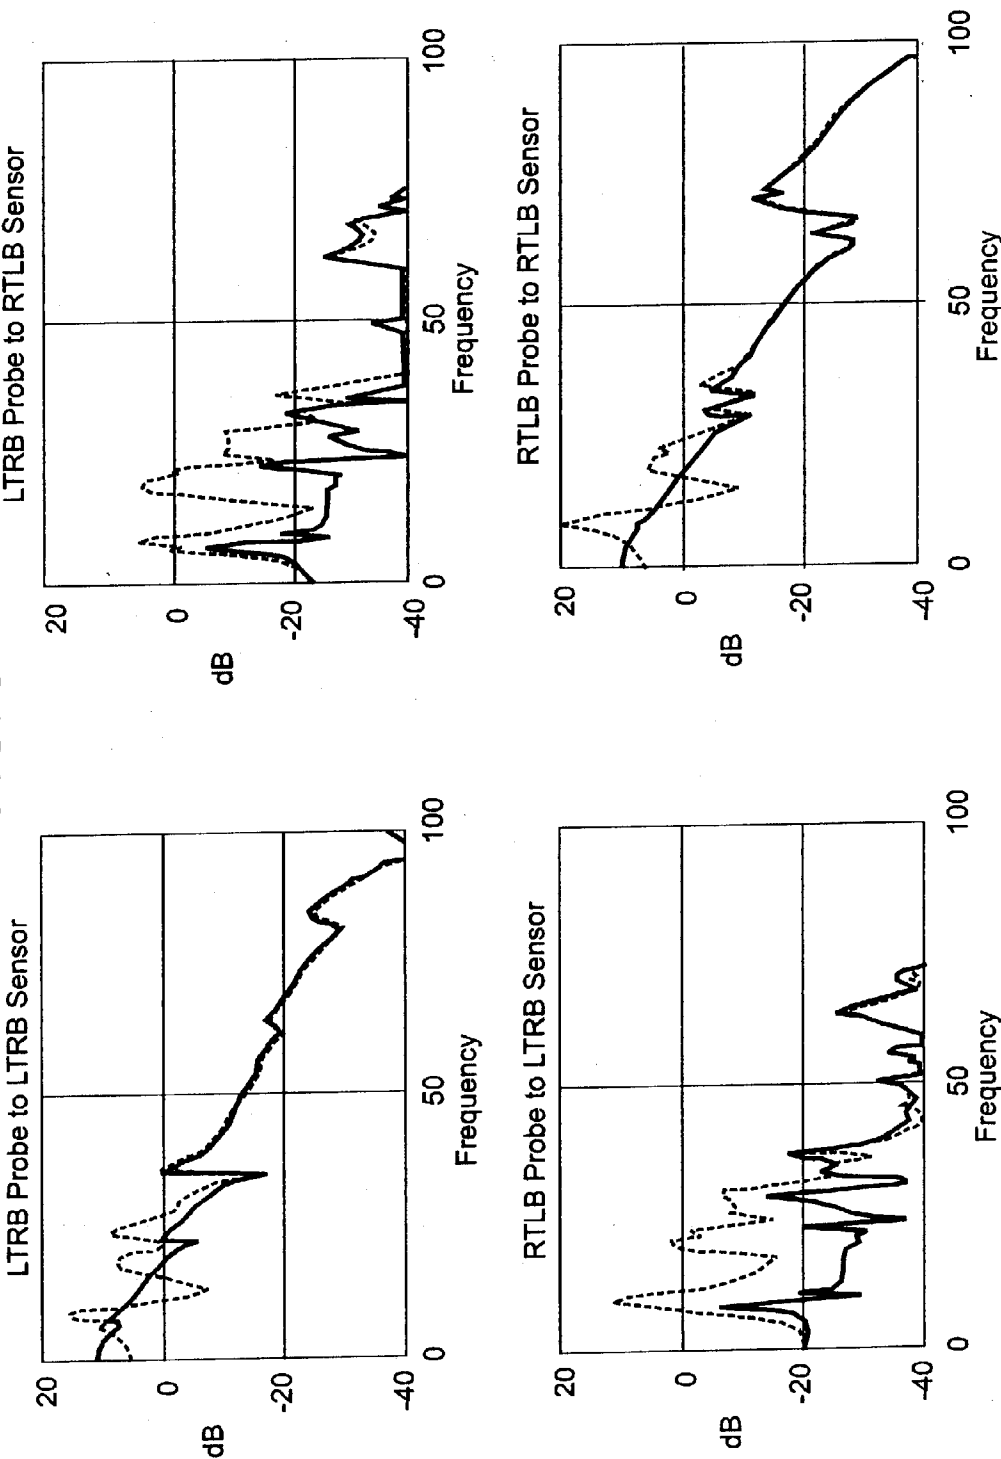 LTRB Probe to LTRB Sensor
20
0
-20
-40
dB
0
50
100
Frequency
LTRB Probe to RTLB Sensor
20
0
-20
-40
dB
0
50
100
Frequency
RTLB Probe to LTRB Sensor
20
0
-20
-40
dB
0
50
100
Frequency
RTLB Probe to RTLB Sensor
20
0
-20
-40
dB
0
50
100
Frequency